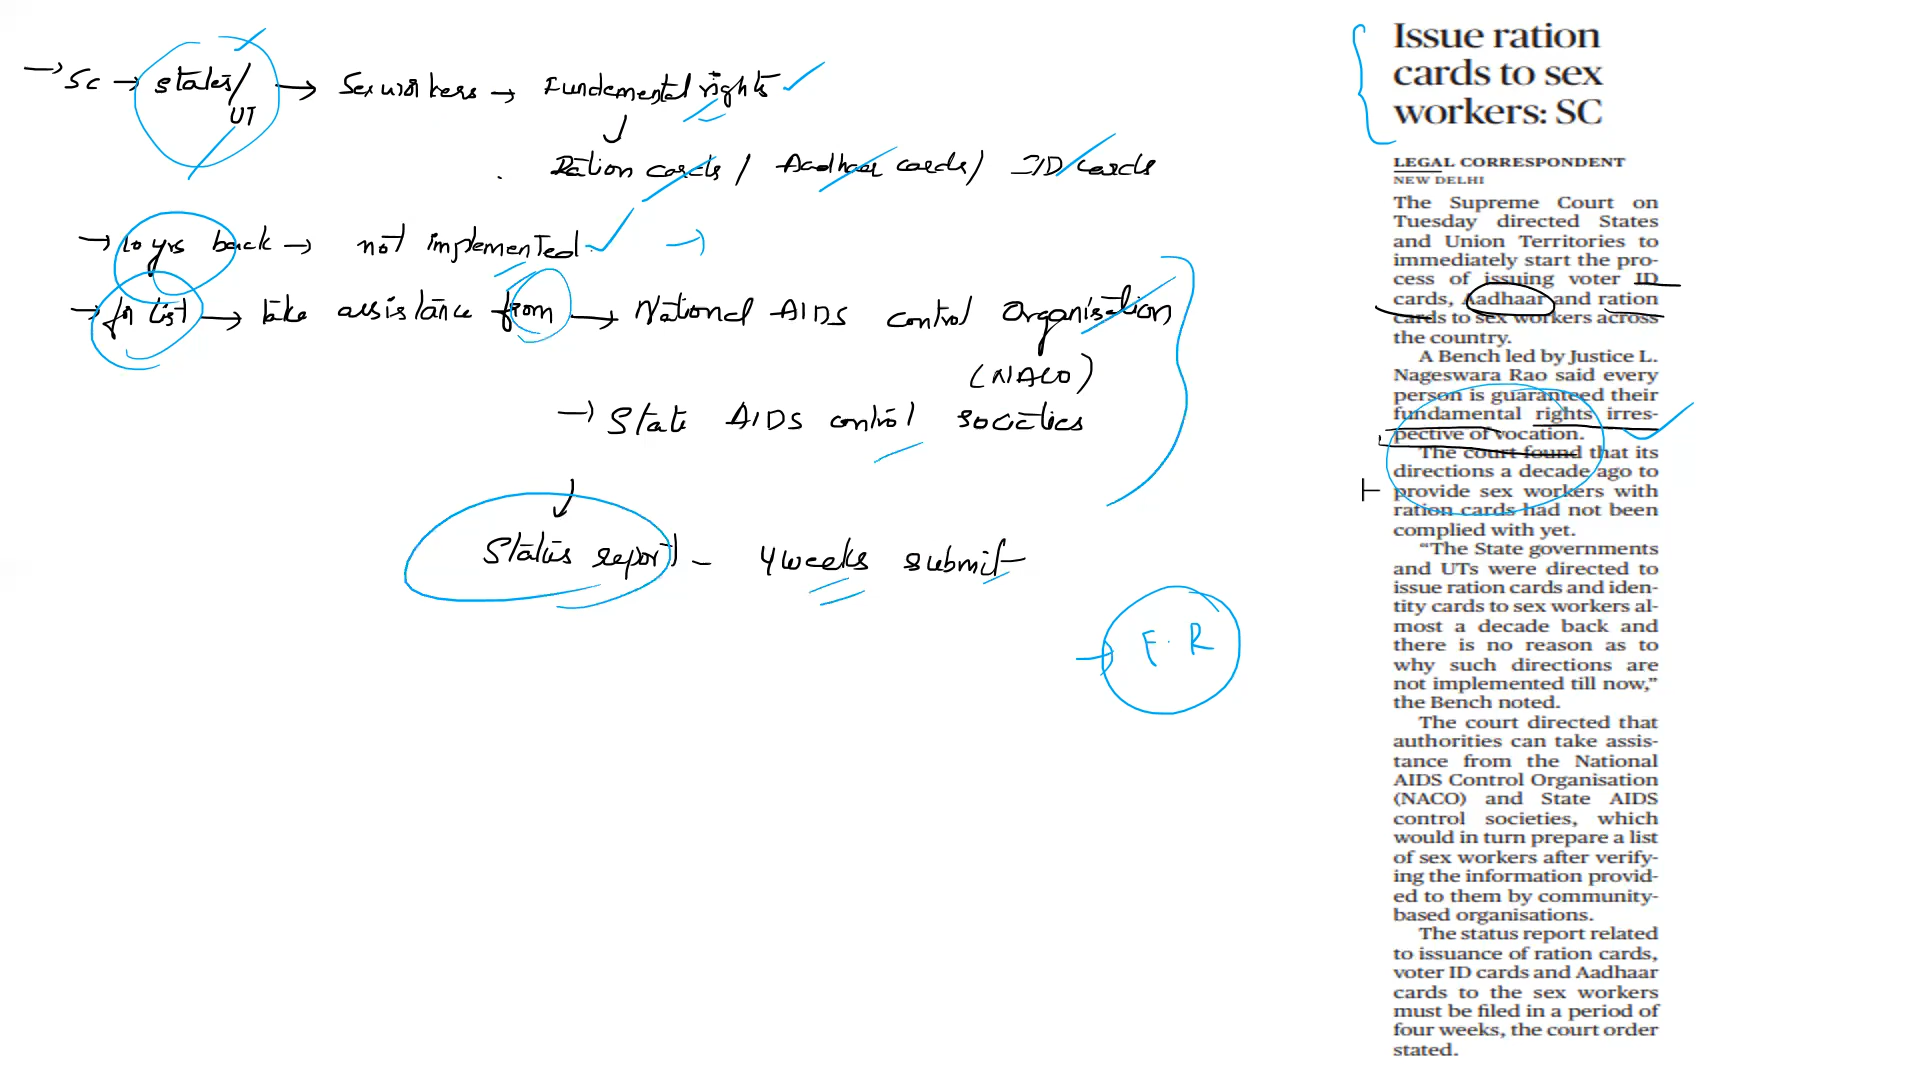 → SC → states/ UT → Sexworkers → Fundemental rights
Ration cards / Aadhaar cards / ID cards
→ 10 yrs back → not implemented. →
→ for list → take assistance from → National AIDS control Organisation
(NACO)
→ State AIDS control societies
Status report - 4 weeks submit
→ F.R
Issue ration
cards to sex
workers: SC
LEGAL CORRESPONDENT
NEW DELHI
The Supreme Court on
Tuesday directed States
and Union Territories to
immediately start the pro-
cess of issuing voter ID
cards, Aadhaar and ration
cards to sex workers across
the country.
A Bench led by Justice L.
Nageswara Rao said every
person is guaranteed their
fundamental rights irres-
pective of vocation.
The court found that its
directions a decade ago to
provide sex workers with
ration cards had not been
complied with yet.
“The State governments
and UTs were directed to
issue ration cards and iden-
tity cards to sex workers al-
most a decade back and
there is no reason as to
why such directions are
not implemented till now,”
the Bench noted.
The court directed that
authorities can take assis-
tance from the National
AIDS Control Organisation
(NACO) and State AIDS
control societies, which
would in turn prepare a list
of sex workers after verify-
ing the information provid-
ed to them by community-
based organisations.
The status report related
to issuance of ration cards,
voter ID cards and Aadhaar
cards to the sex workers
must be filed in a period of
four weeks, the court order
stated.